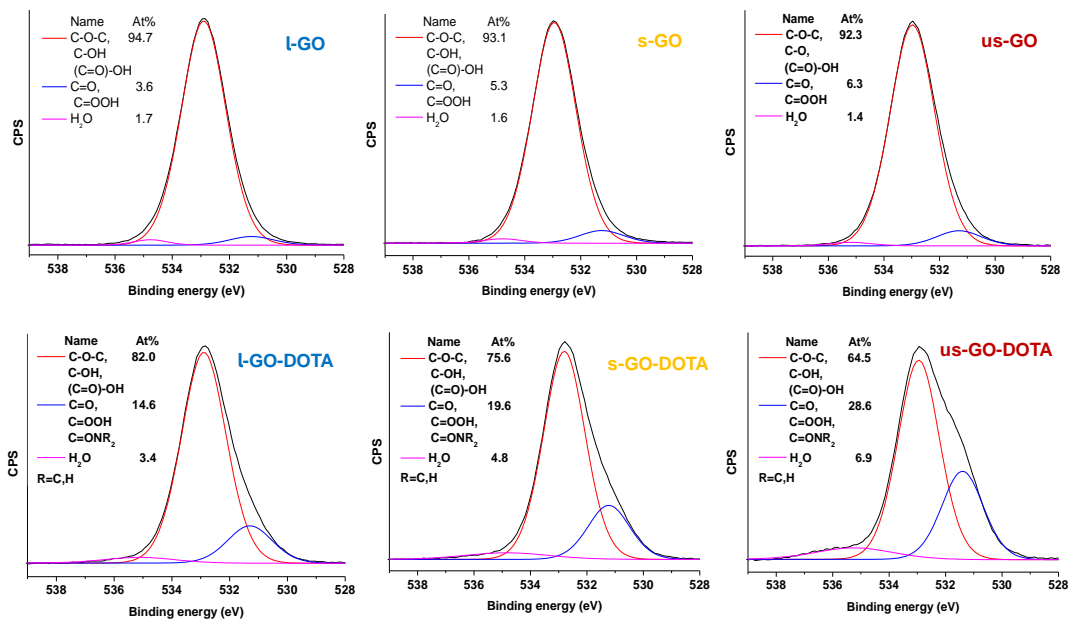 Name At%
C-O-C, 94.7
C-OH
(C=O)-OH
C=O, 3.6
C=OOH
H2O 1.7
l-GO
CPS
538 536 534 532 530 528
Binding energy (eV)
Name At%
C-O-C, 93.1
C-OH,
(C=O)-OH
C=O, 5.3
C=OOH
H2O 1.6
s-GO
CPS
538 536 534 532 530 528
Binding energy (eV)
Name At%
C-O-C, 92.3
C-O,
(C=O)-OH
C=O, 6.3
C=OOH
H2O 1.4
us-GO
CPS
538 536 534 532 530 528
Binding energy (eV)
Name At%
C-O-C, 82.0
C-OH,
(C=O)-OH
C=O, 14.6
C=OOH
C=ONR2
H2O 3.4
R=C,H
l-GO-DOTA
CPS
538 536 534 532 530 528
Binding energy (eV)
Name At%
C-O-C, 75.6
C-OH,
(C=O)-OH
C=O, 19.6
C=OOH,
C=ONR2
H2O 4.8
R=C,H
s-GO-DOTA
CPS
538 536 534 532 530 528
Binding energy (eV)
Name At%
C-O-C, 64.5
C-OH,
(C=O)-OH
C=O, 28.6
C=OOH,
C=ONR2
H2O 6.9
R=C,H
us-GO-DOTA
CPS
538 536 534 532 530 528
Binding energy (eV)